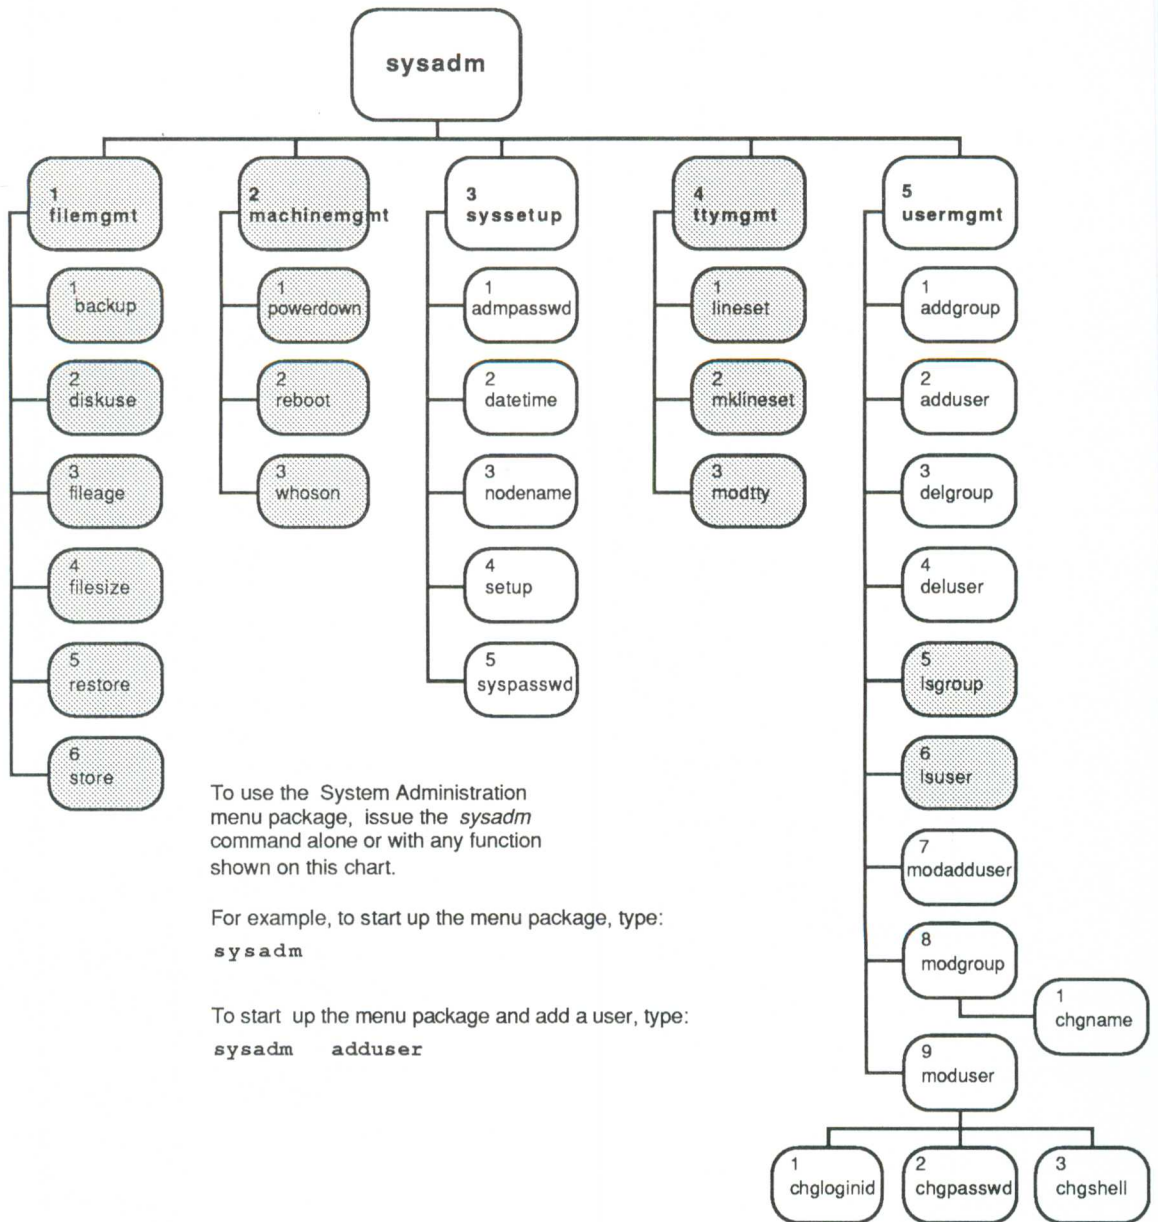 sysadm
1
filemgmt
1
backup
2
diskuse
3
fileage
4
filesize
5
restore
6
store
2
machinemgmt
1
powerdown
2
reboot
3
whoson
3
syssetup
1
admpasswd
2
datetime
3
nodename
4
setup
5
syspasswd
4
ttymgmt
1
lineset
2
mklineset
3
modtty
5
usermgmt
1
addgroup
2
adduser
3
delgroup
4
deluser
5
lsgroup
6
lsuser
7
modadduser
8
modgroup
1
chgname
9
moduser
1
chgloginid
2
chgpasswd
3
chgshell
To use the System Administration
menu package, issue the sysadm
command alone or with any function
shown on this chart.
For example, to start up the menu package, type:
sysadm
To start up the menu package and add a user, type:
sysadm adduser